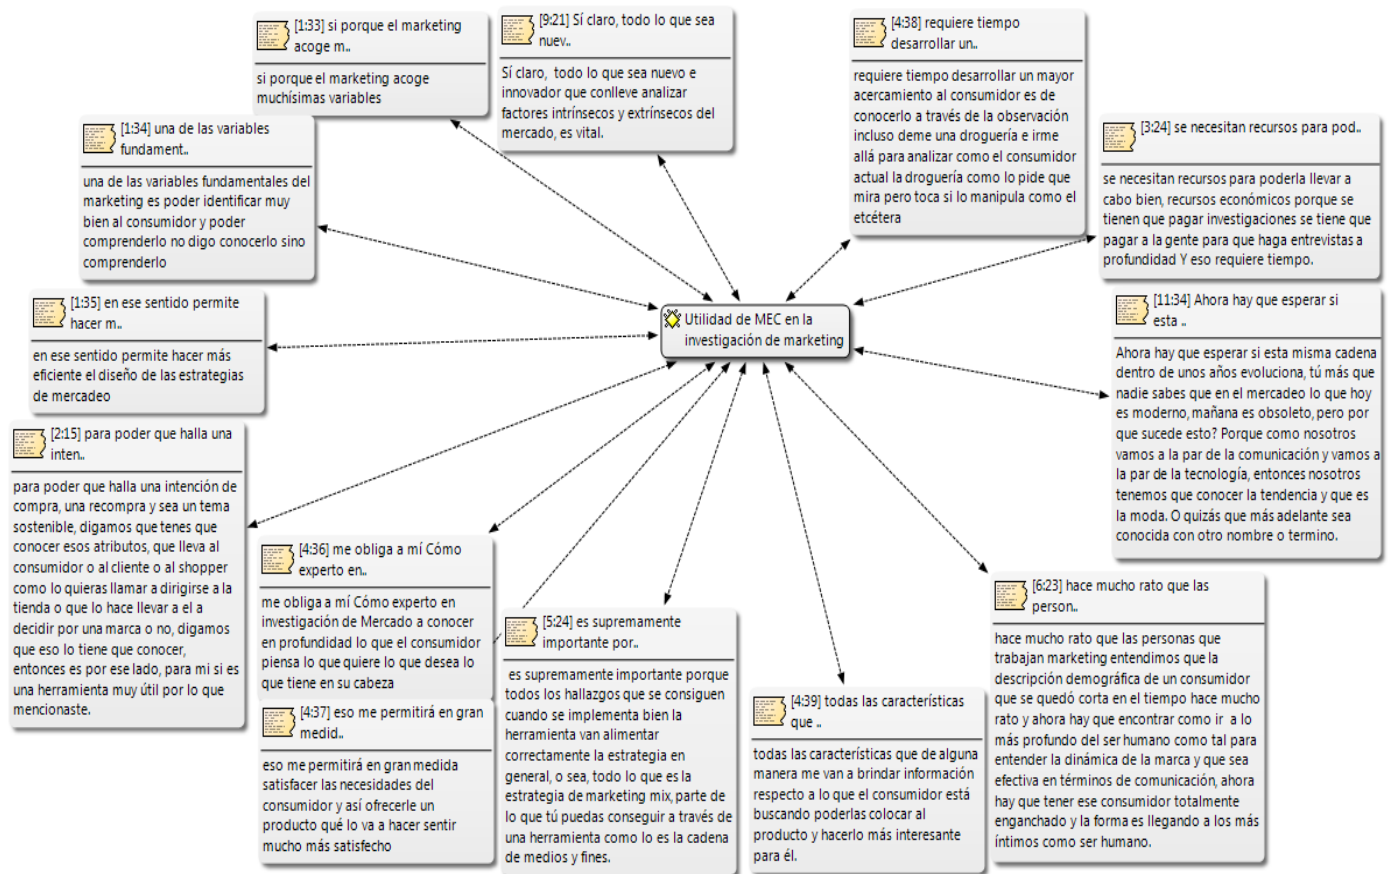 [1:33] si porque el marketing
acoge m..
si porque el marketing acoge
muchísimas variables
[9:21] Sí claro, todo lo que sea
nuev..
Sí claro, todo lo que sea nuevo e
innovador que conlleve analizar
factores intrínsecos y extrínsecos del
mercado, es vital.
[4:38] requiere tiempo
desarrollar un..
requiere tiempo desarrollar un mayor
acercamiento al consumidor es de
conocerlo a través de la observación
incluso deme una droguería e irme
allá para analizar como el consumidor
actual la droguería como lo pide que
mira pero toca si lo manipula como el
etcétera
[1:34] una de las variables
fundament..
una de las variables fundamentales del
marketing es poder identificar muy
bien al consumidor y poder
comprenderlo no digo conocerlo sino
comprenderlo
[3:24] se necesitan recursos para pod..
se necesitan recursos para poderla llevar a
cabo bien, recursos económicos porque se
tienen que pagar investigaciones se tiene que
pagar a la gente para que haga entrevistas a
profundidad Y eso requiere tiempo.
[1:35] en ese sentido permite
hacer m..
en ese sentido permite hacer más
eficiente el diseño de las estrategias
de mercadeo
Utilidad de MEC en la
investigación de marketing
[11:34] Ahora hay que esperar si
esta ..
Ahora hay que esperar si esta misma cadena
dentro de unos años evoluciona, tú más que
nadie sabes que en el mercadeo lo que hoy
es moderno, mañana es obsoleto, pero por
que sucede esto? Porque como nosotros
vamos a la par de la comunicación y vamos a
la par de la tecnología, entonces nosotros
tenemos que conocer la tendencia y que es
la moda. O quizás que más adelante sea
conocida con otro nombre o termino.
[2:15] para poder que halla una
inten..
para poder que halla una intención de
compra, una recompra y sea un tema
sostenible, digamos que tenes que
conocer esos atributos, que lleva al
consumidor o al cliente o al shopper
como lo quieras llamar a dirigirse a la
tienda o que lo hace llevar a el a
decidir por una marca o no, digamos
que eso lo tiene que conocer,
entonces es por ese lado, para mi si es
una herramienta muy útil por lo que
mencionaste.
[4:36] me obliga a mí Cómo
experto en..
me obliga a mí Cómo experto en
investigación de Mercado a conocer
en profundidad lo que el consumidor
piensa lo que quiere lo que desea lo
que tiene en su cabeza
[4:37] eso me permitirá en gran
medid..
eso me permitirá en gran medida
satisfacer las necesidades del
consumidor y así ofrecerle un
producto qué lo va a hacer sentir
mucho más satisfecho
[5:24] es supremamente
importante por..
es supremamente importante porque
todos los hallazgos que se consiguen
cuando se implementa bien la
herramienta van alimentar
correctamente la estrategia en
general, o sea, todo lo que es la
estrategia de marketing mix, parte de
lo que tú puedas conseguir a través de
una herramienta como lo es la cadena
de medios y fines.
[4:39] todas las características
que ..
todas las características que de alguna
manera me van a brindar información
respecto a lo que el consumidor está
buscando poderlas colocar al
producto y hacerlo más interesante
para él.
[6:23] hace mucho rato que las
person..
hace mucho rato que las personas que
trabajan marketing entendimos que la
descripción demográfica de un consumidor
que se quedó corta en el tiempo hace mucho
rato y ahora hay que encontrar como ir a lo
más profundo del ser humano como tal para
entender la dinámica de la marca y que sea
efectiva en términos de comunicación, ahora
hay que tener ese consumidor totalmente
enganchado y la forma es llegando a los más
íntimos como ser humano.